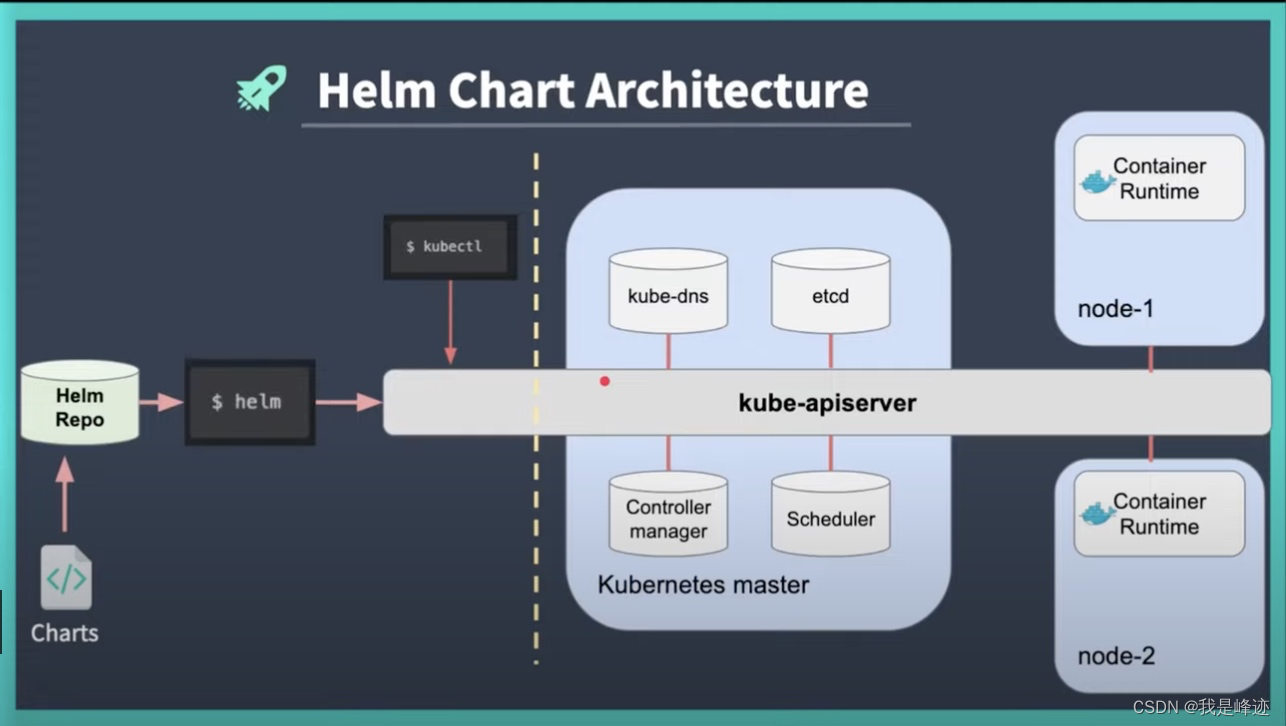 Helm Chart Architecture
Container
Runtime
node-1
$ kubectl
kube-dns
etcd
Helm
Repo
$ helm
kube-apiserver
Controller
manager
Scheduler
Kubernetes master
Container
Runtime
node-2
</>
Charts
CSDN @我是峰迹